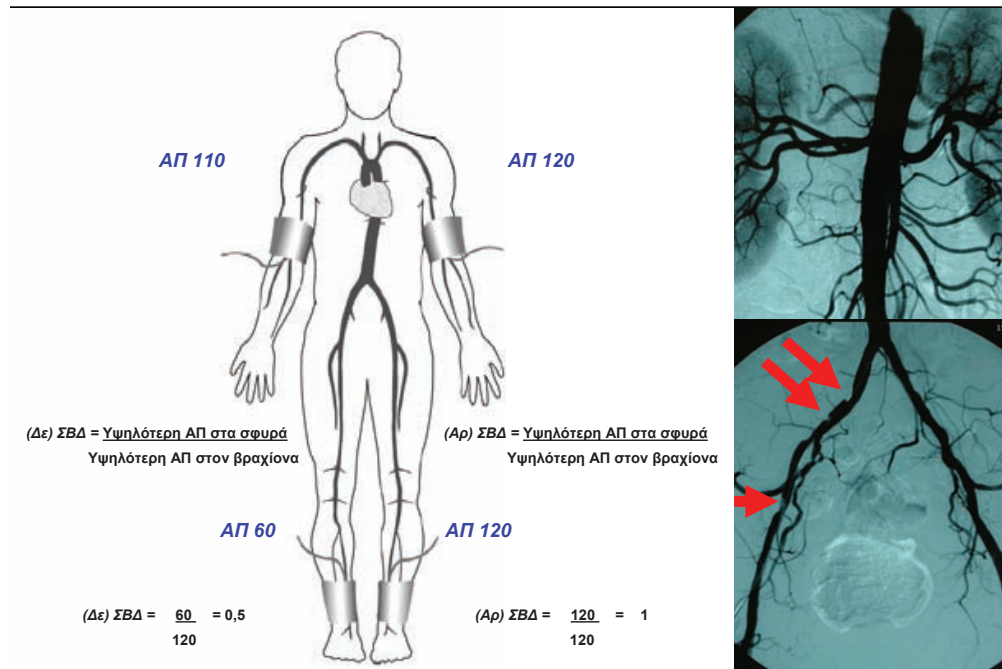 ΑΠ 110
ΑΠ 120
(Δε) ΣΒΔ = Υψηλότερη ΑΠ στα σφυρά
Υψηλότερη ΑΠ στον βραχίονα
(Αρ) ΣΒΔ = Υψηλότερη ΑΠ στα σφυρά
Υψηλότερη ΑΠ στον βραχίονα
ΑΠ 60
ΑΠ 120
(Δε) ΣΒΔ = 60 = 0,5
120
(Αρ) ΣΒΔ = 120 = 1
120